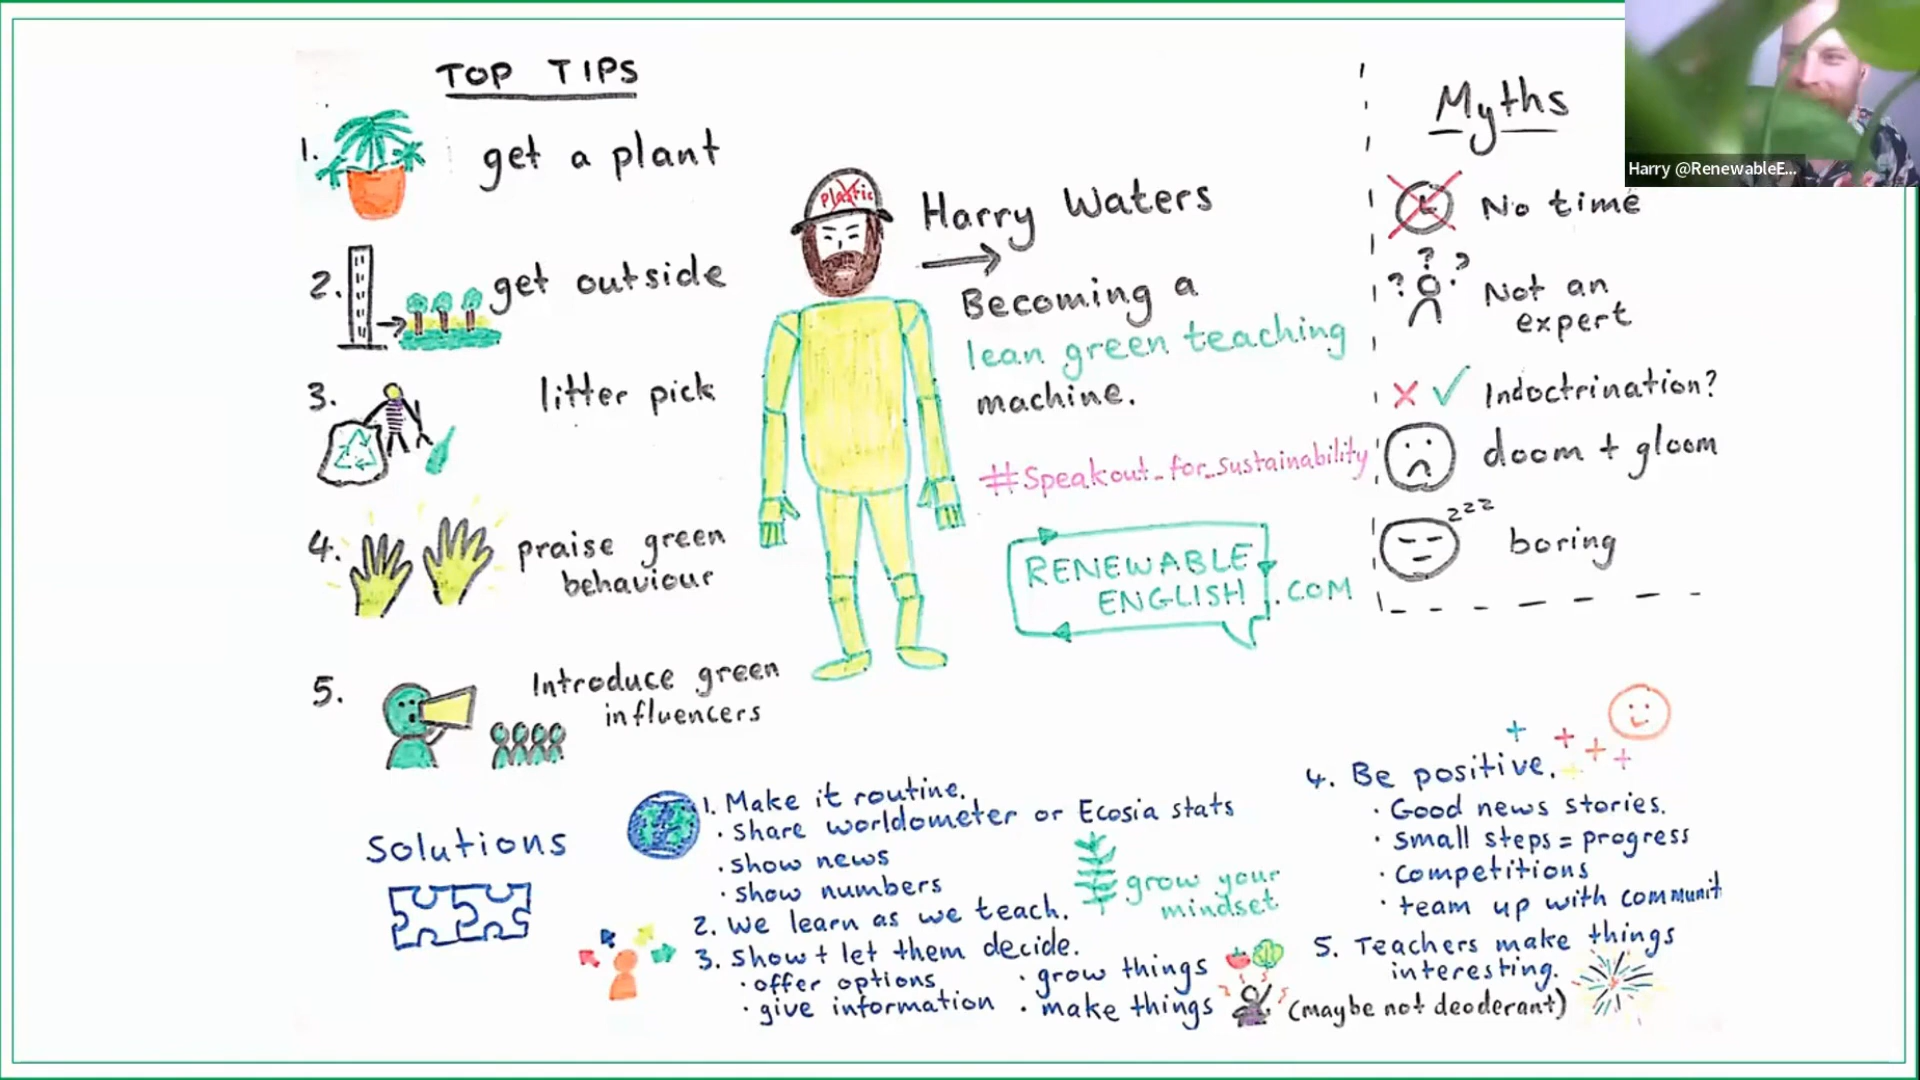 TOP TIPS
1. get a plant
2. get outside
3. litter pick
4. praise green
behaviour
5. Introduce green
influencers
Plastic
Harry Waters
Becoming a
lean green teaching
machine.
#Speakout_for_sustainability
RENEWABLE
ENGLISH .COM
Myths
No time
? ? ?
Not an
expert
Indoctrination?
doom + gloom
zzz
boring
Harry @RenewableE...
Solutions
1. Make it routine.
· Share worldometer or Ecosia stats
· show news
· show numbers
2. We learn as we teach.
3. Show + let them decide.
· offer options
· give information
· grow things
· make things
grow your
mindset
4. Be positive.
· Good news stories.
· Small steps = progress
· Competitions
· team up with communit
5. Teachers make things
interesting.
(maybe not deoderant)